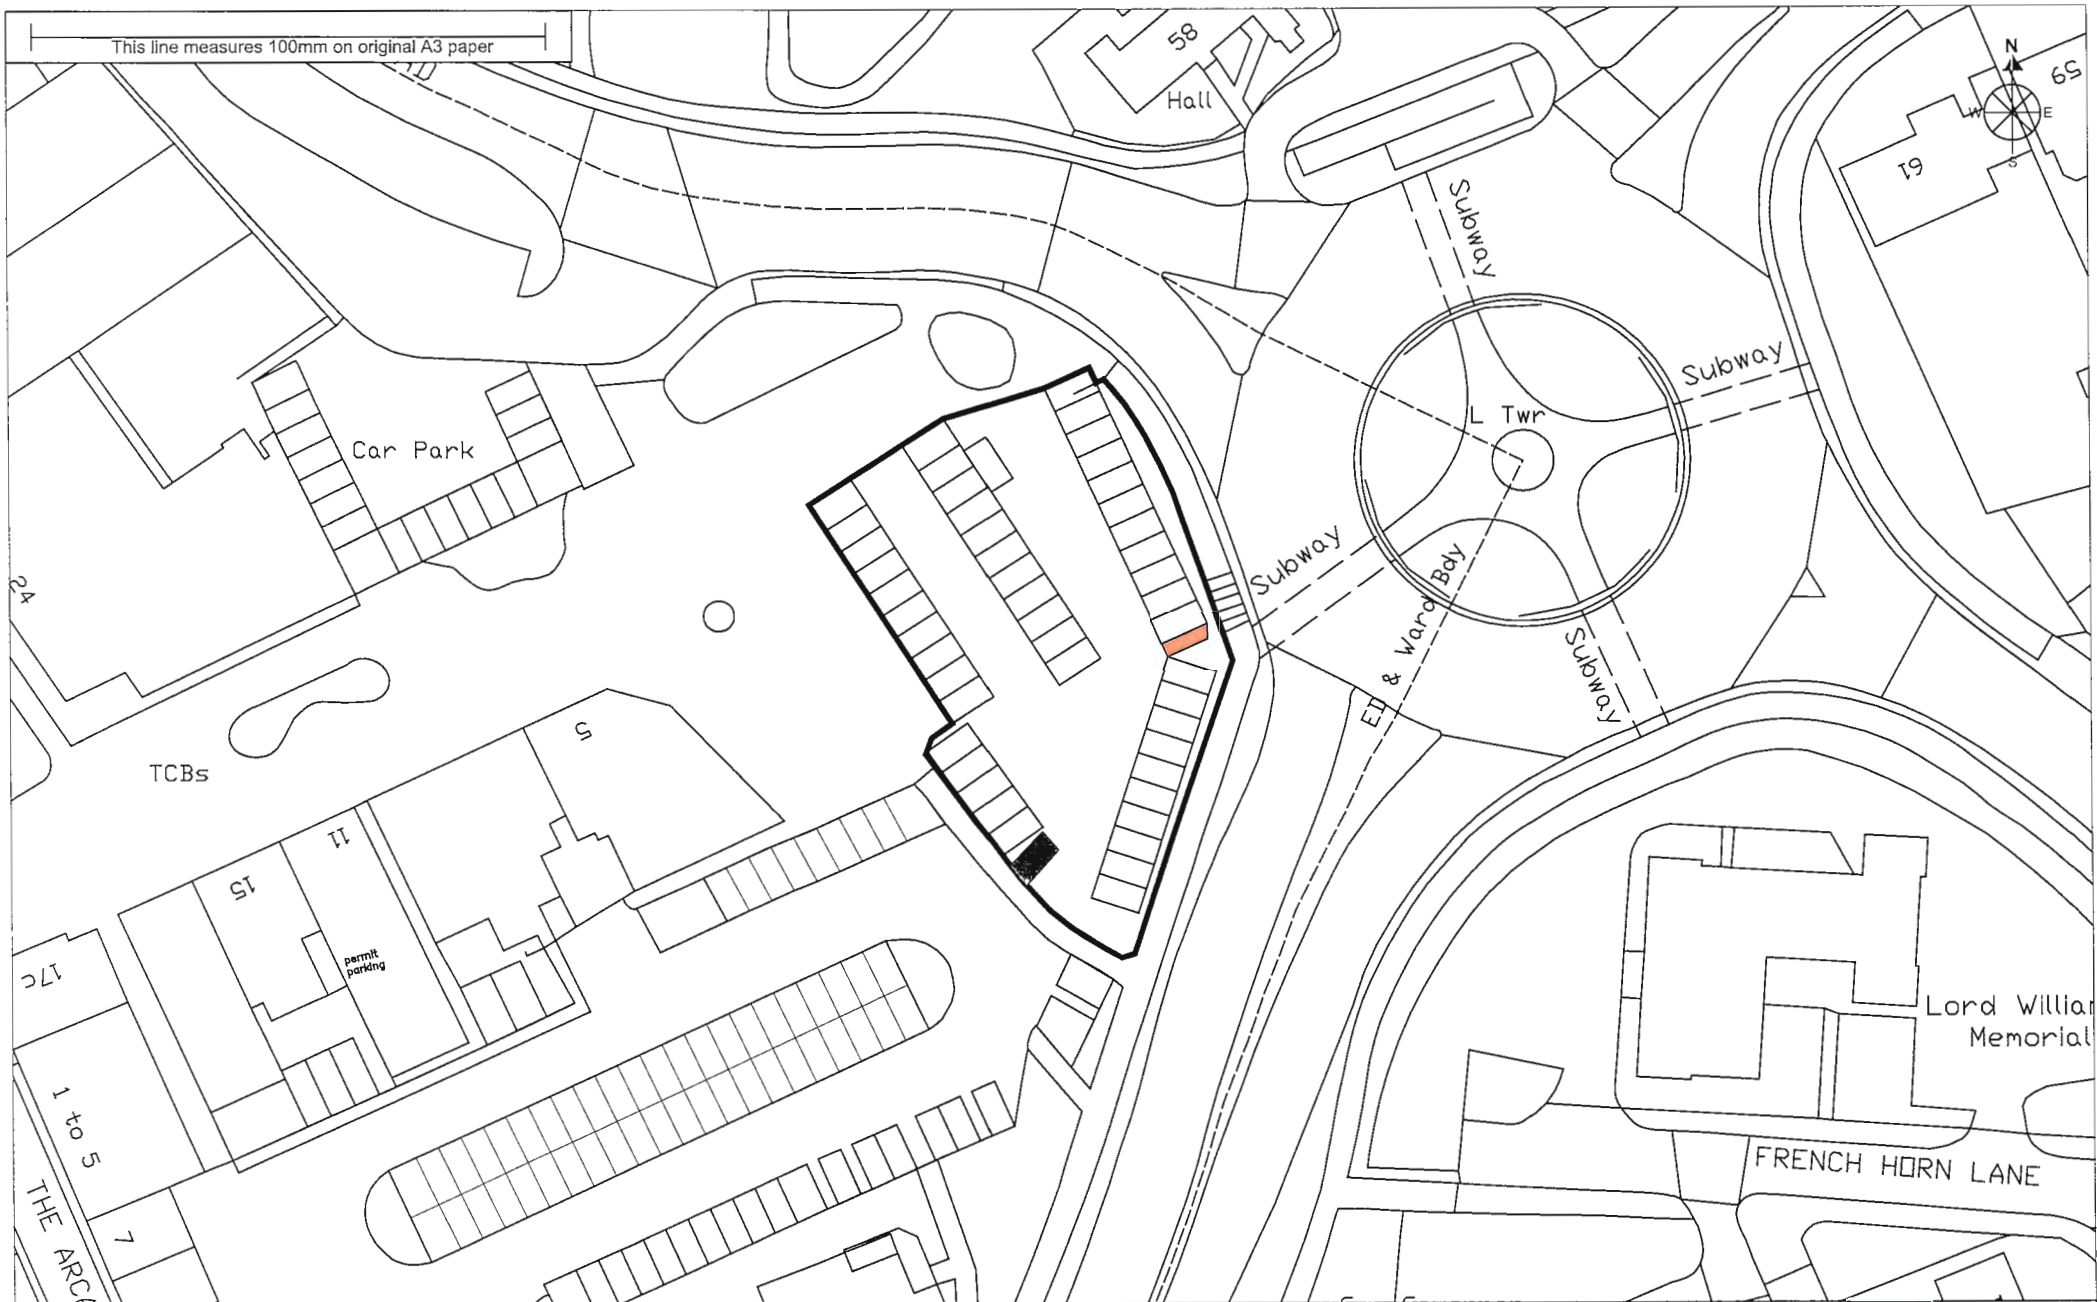 This line measures 100mm on original A3 paper
58
Hall
N
W
E
S
59
61
Subway
Subway
L Twr
Car Park
Subway
ED & Ward Bdy
Subway
24
TCBs
5
11
15
permit
parking
17c
1 to 5
7
Lord Willia
Memorial
FRENCH HORN LANE
THE ARCA